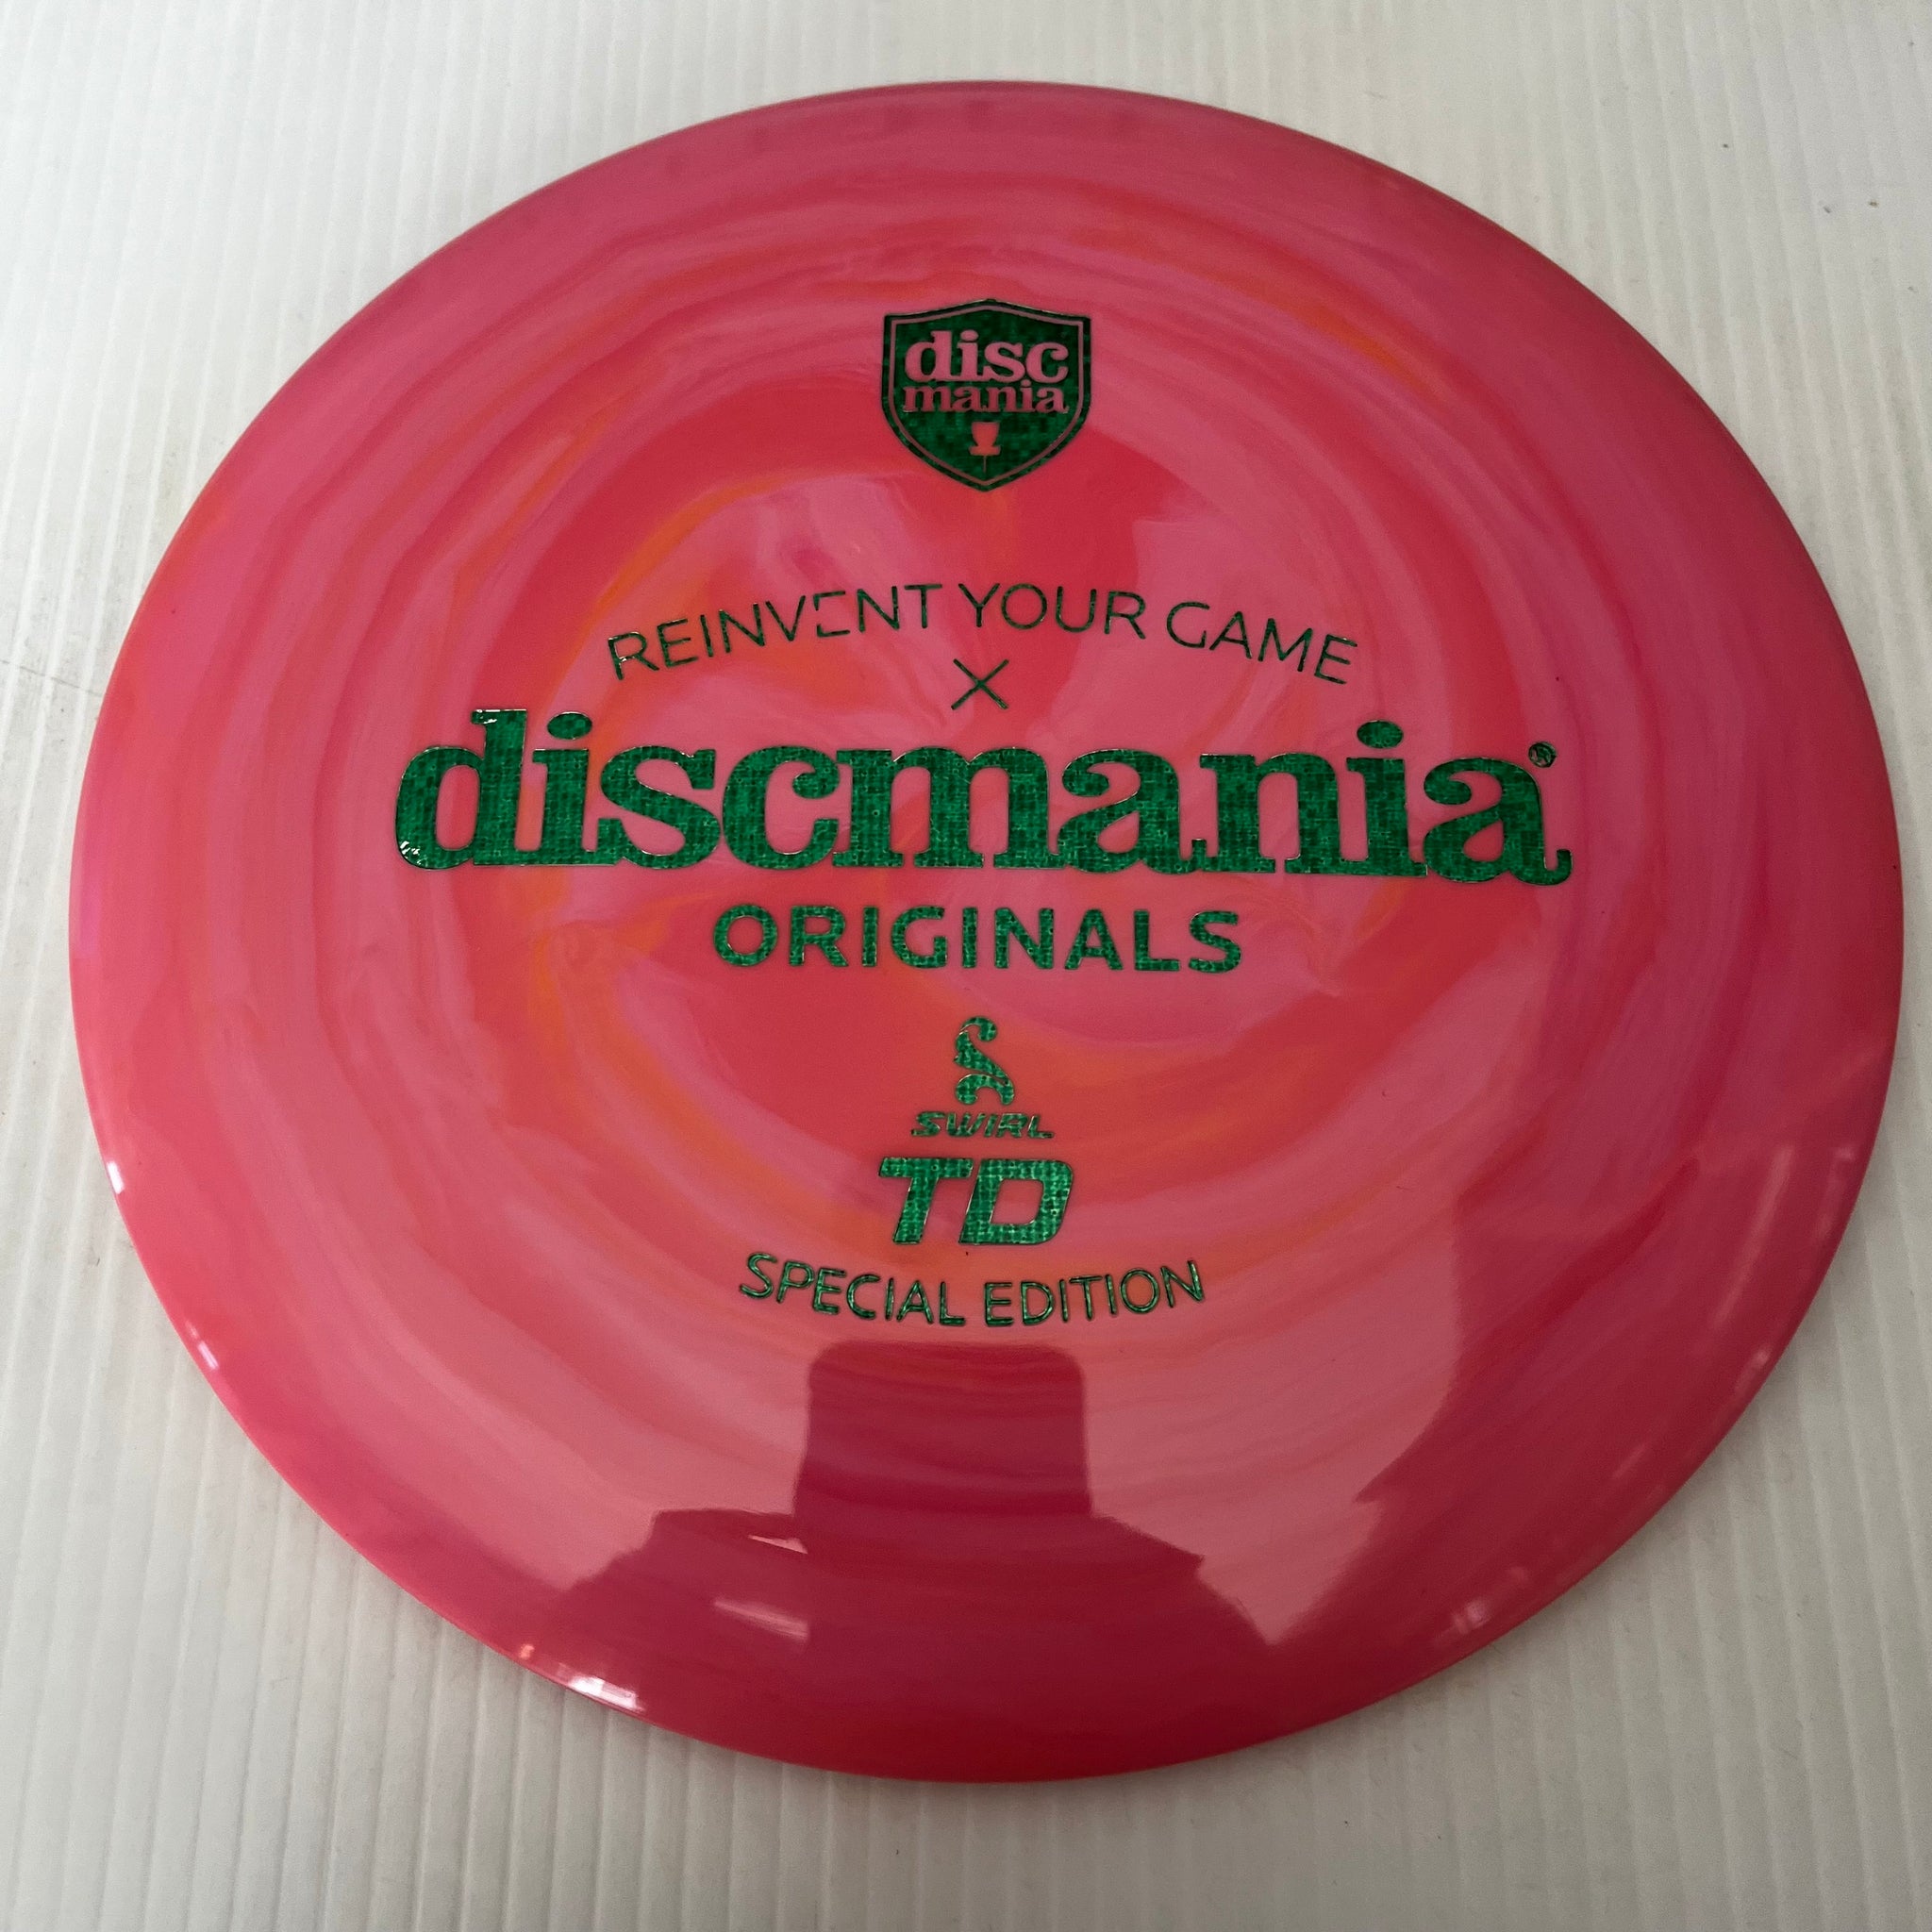 disc
mania
REINVENT YOUR GAME
X
discmania®
ORIGINALS
S
SWIRL
TD
SPECIAL EDITION